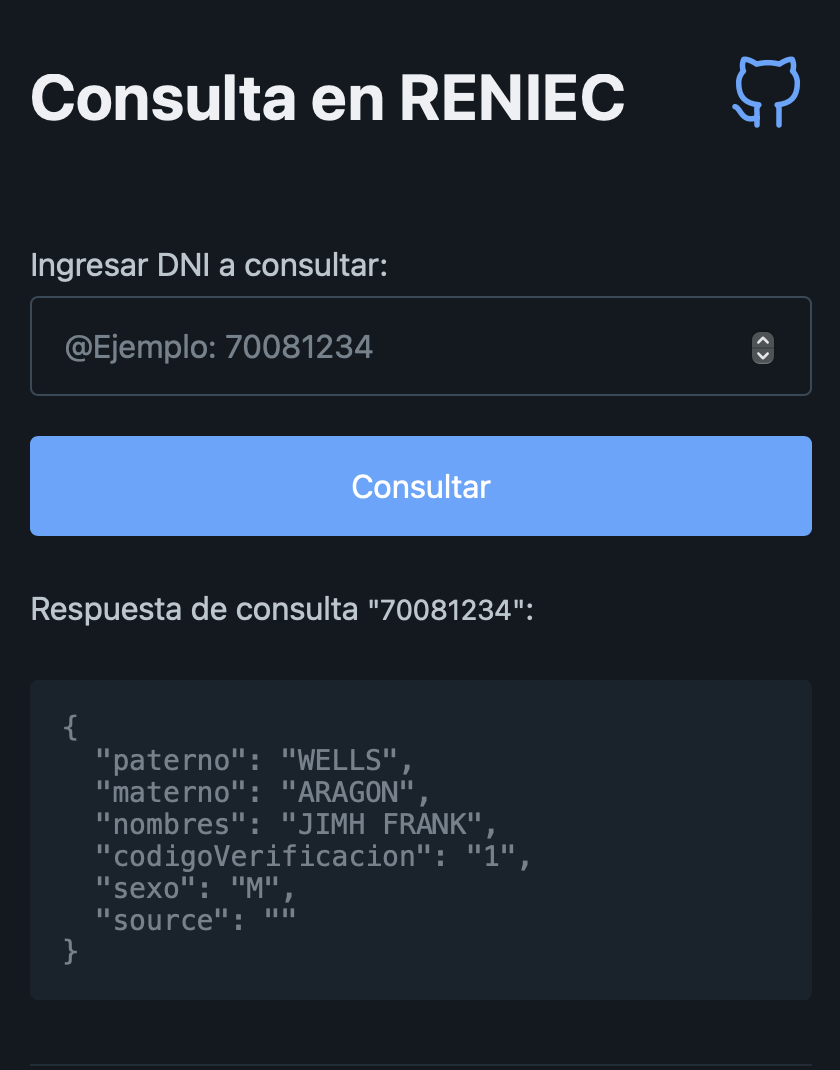 Consulta en RENIEC
Ingresar DNI a consultar:
@Ejemplo: 70081234
Consultar
Respuesta de consulta "70081234":
{
  "paterno": "WELLS",
  "materno": "ARAGON",
  "nombres": "JIMH FRANK",
  "codigoVerificacion": "1",
  "sexo": "M",
  "source": ""
}